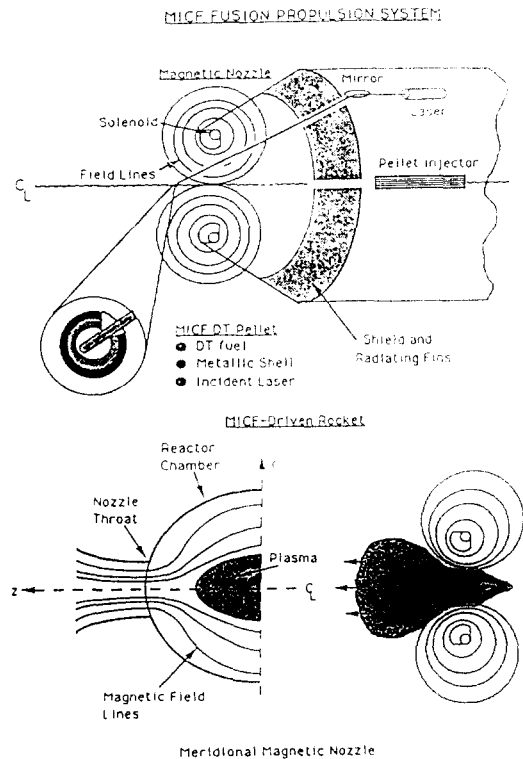 MICF FUSION PROPULSION SYSTEM
Magnetic Nozzle
Mirror
Solenoid
Laser
Pellet Injector
Field Lines
C
L
MICF DT Pellet
DT fuel
Metallic Shell
Incident Laser
Shield and
Radiating Fins
MICF-Driven Rocket
Reactor
Chamber
r
Nozzle
Throat
Plasma
z
C
L
Magnetic Field
Lines
Meridional Magnetic Nozzle